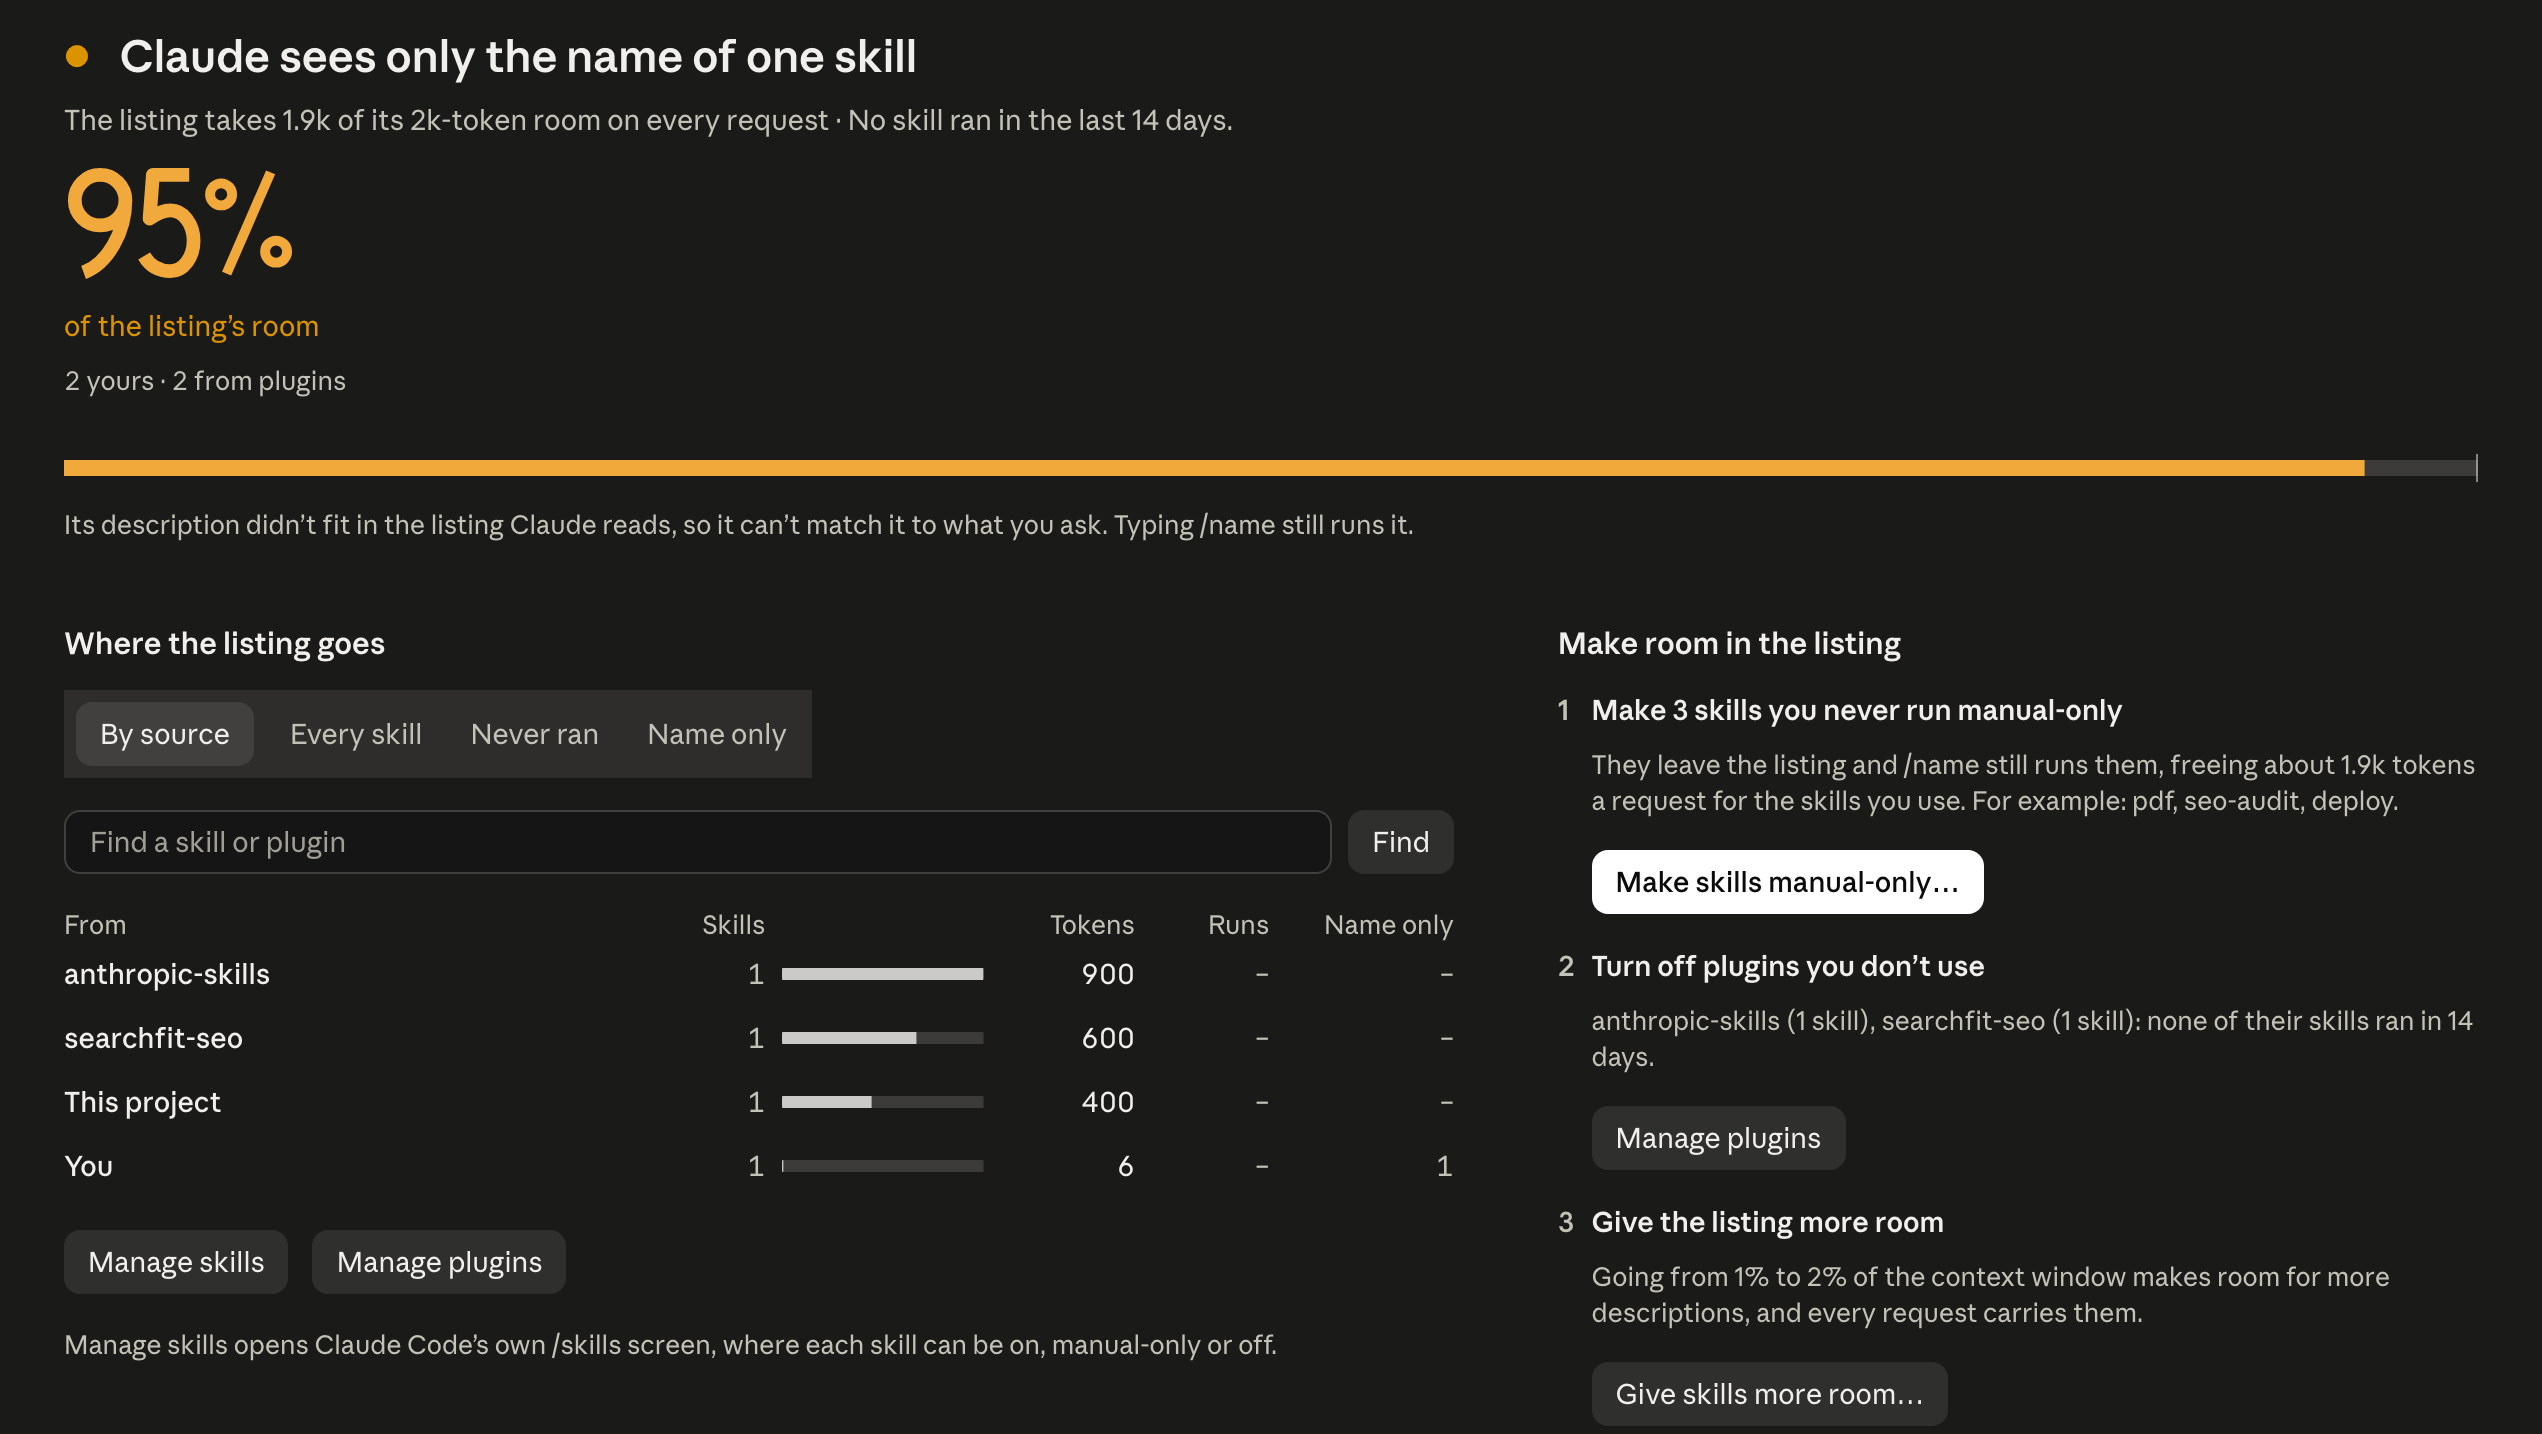 Claude sees only the name of one skill
The listing takes 1.9k of its 2k-token room on every request · No skill ran in the last 14 days.
95%
of the listing’s room
2 yours · 2 from plugins
Its description didn’t fit in the listing Claude reads, so it can’t match it to what you ask. Typing /name still runs it.
Where the listing goes
By source Every skill Never ran Name only
Find a skill or plugin Find
From Skills Tokens Runs Name only
anthropic-skills 1 900 – –
searchfit-seo 1 600 – –
This project 1 400 – –
You 1 6 – 1
Manage skills Manage plugins
Manage skills opens Claude Code’s own /skills screen, where each skill can be on, manual-only or off.
Make room in the listing
1 Make 3 skills you never run manual-only
They leave the listing and /name still runs them, freeing about 1.9k tokens
a request for the skills you use. For example: pdf, seo-audit, deploy.
Make skills manual-only…
2 Turn off plugins you don’t use
anthropic-skills (1 skill), searchfit-seo (1 skill): none of their skills ran in 14
days.
Manage plugins
3 Give the listing more room
Going from 1% to 2% of the context window makes room for more
descriptions, and every request carries them.
Give skills more room…